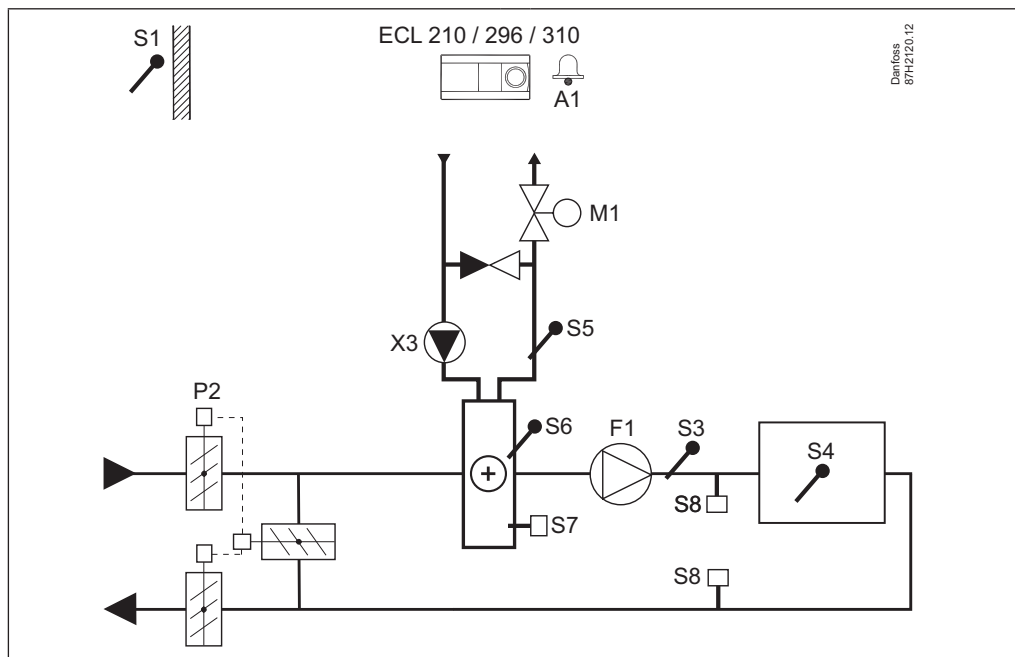 S1
ECL 210 / 296 / 310
A1
Danfoss
87H2120.12
M1
S5
X3
P2
S6
F1
S3
S4
S8
S7
S8